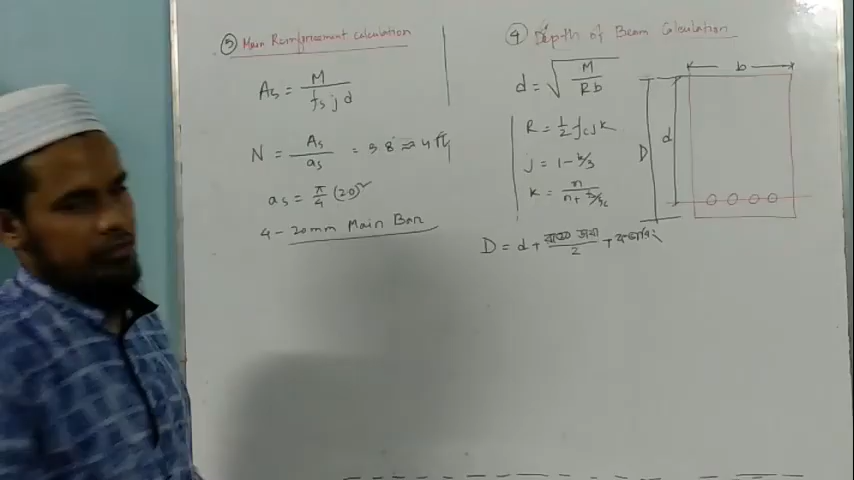 ③ Main Reinforcement calculation
As = M / fs j d
N = As / as = 3.8 ≈ 4 টি
as = π/4 (20)²
4 - 20mm Main Bar
④ Depth of Beam Calculation
d = √(M / Rb)
R = 1/2 fc j k
j = 1 - k/3
k = n / (n + fs/fc)
D = d + রডের ডায়া / 2 + কভারিং
b
d
D